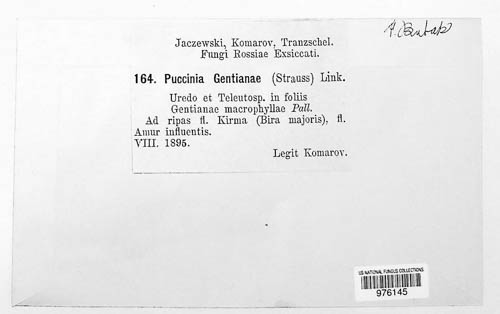 Jaczewski, Komarov, Tranzschel.
Fungi Rossiae Exsiccati.
164. Puccinia Gentianae (Strauss) Link.
Uredo et Teleutosp. in foliis
Gentianae macrophyllae Pall.
Ad ripas fl. Kirma (Bira majoris), fl.
Amur influentis.
VIII. 1895.
Legit Komarov.
US NATIONAL FUNGUS COLLECTIONS
976145